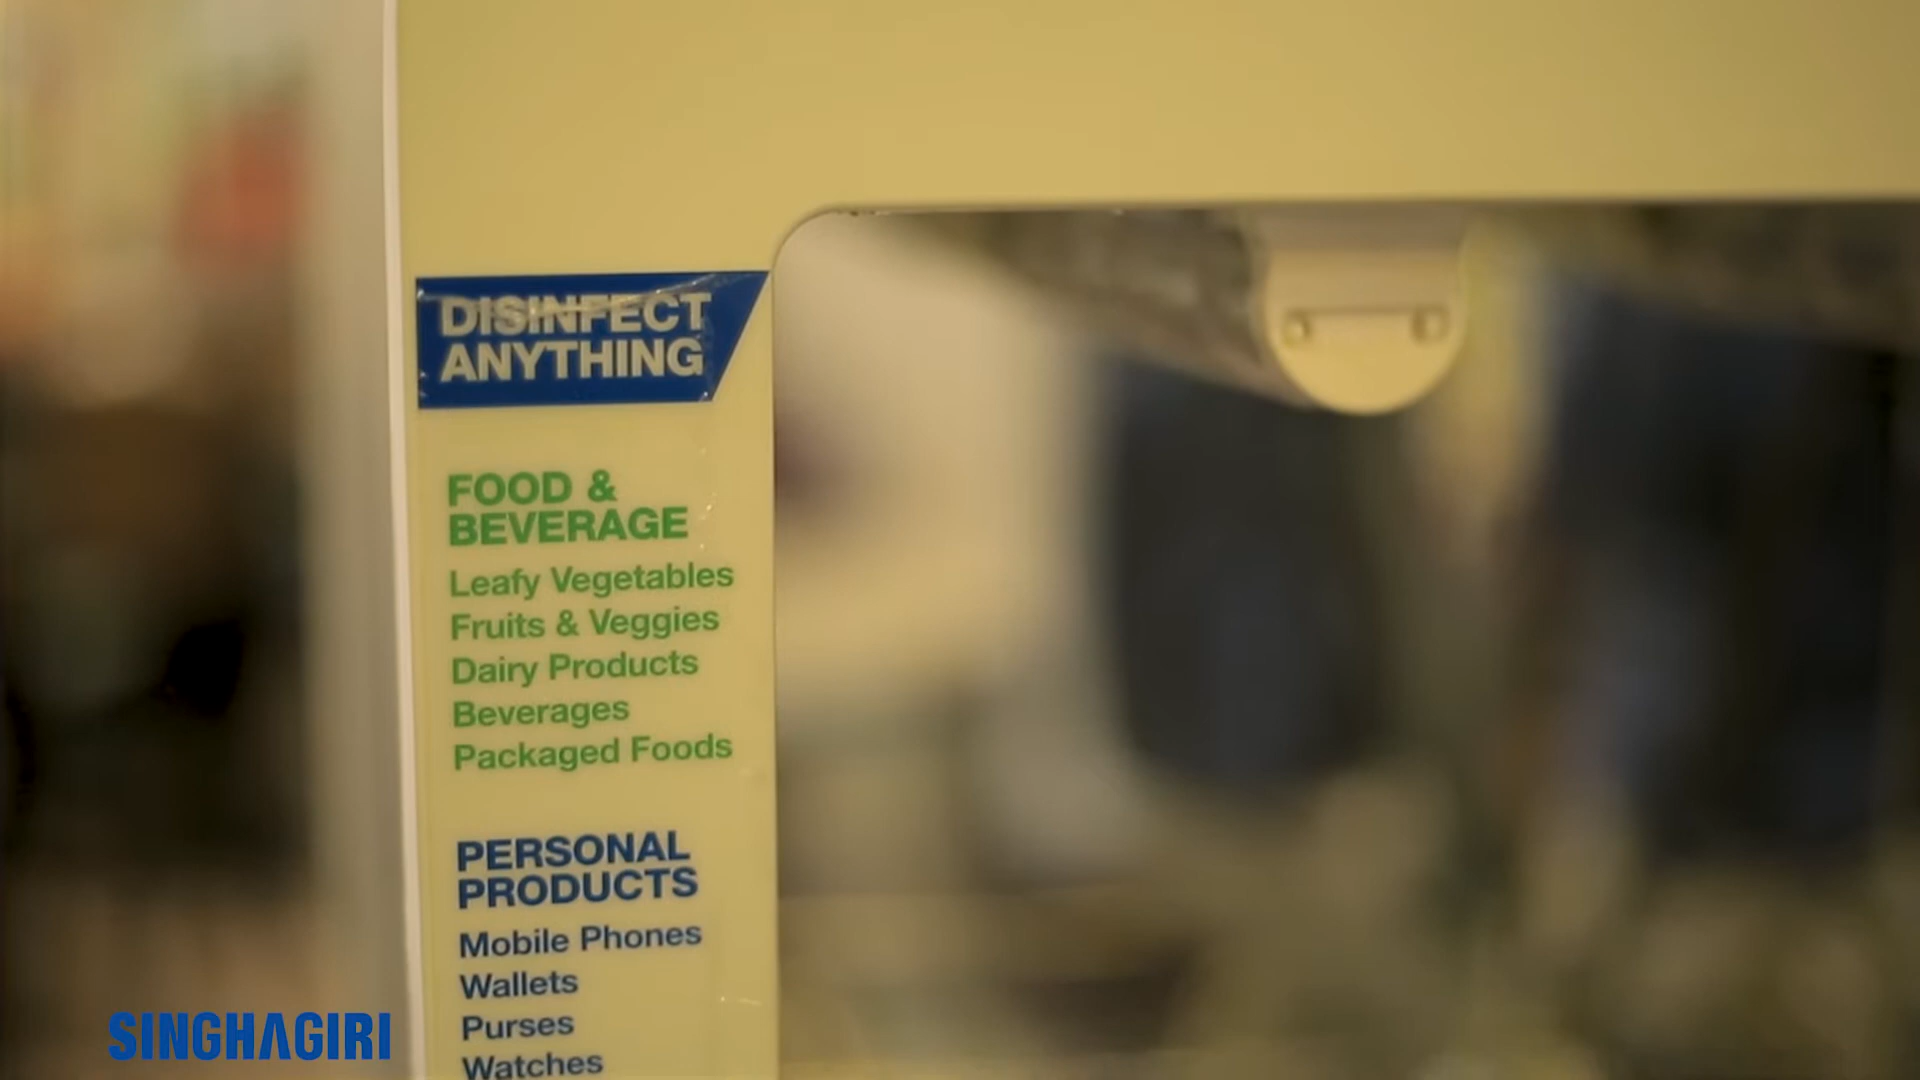 DISINFECT
ANYTHING
FOOD &
BEVERAGE
Leafy Vegetables
Fruits & Veggies
Dairy Products
Beverages
Packaged Foods
PERSONAL
PRODUCTS
Mobile Phones
Wallets
Purses
Watches
SINGHAGIRI